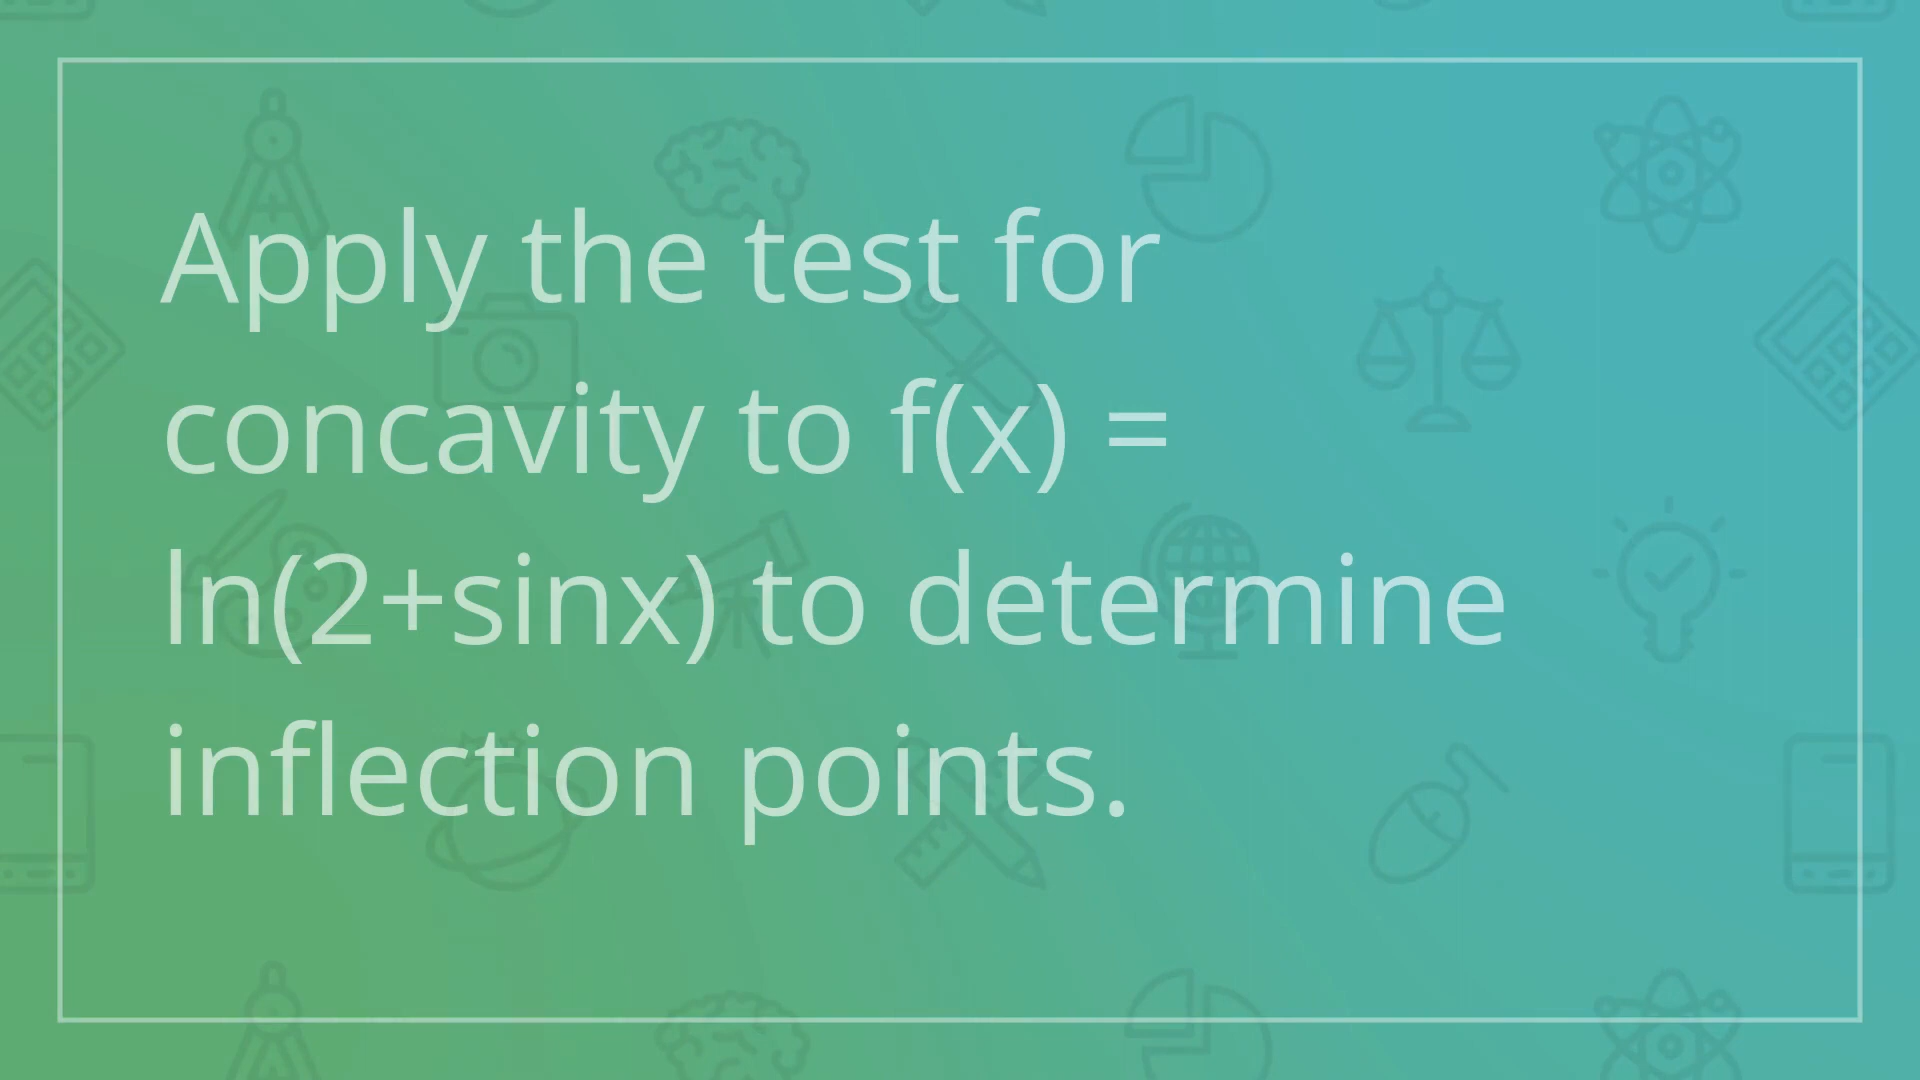 Apply the test for
concavity to f(x) =
ln(2+sinx) to determine
inflection points.